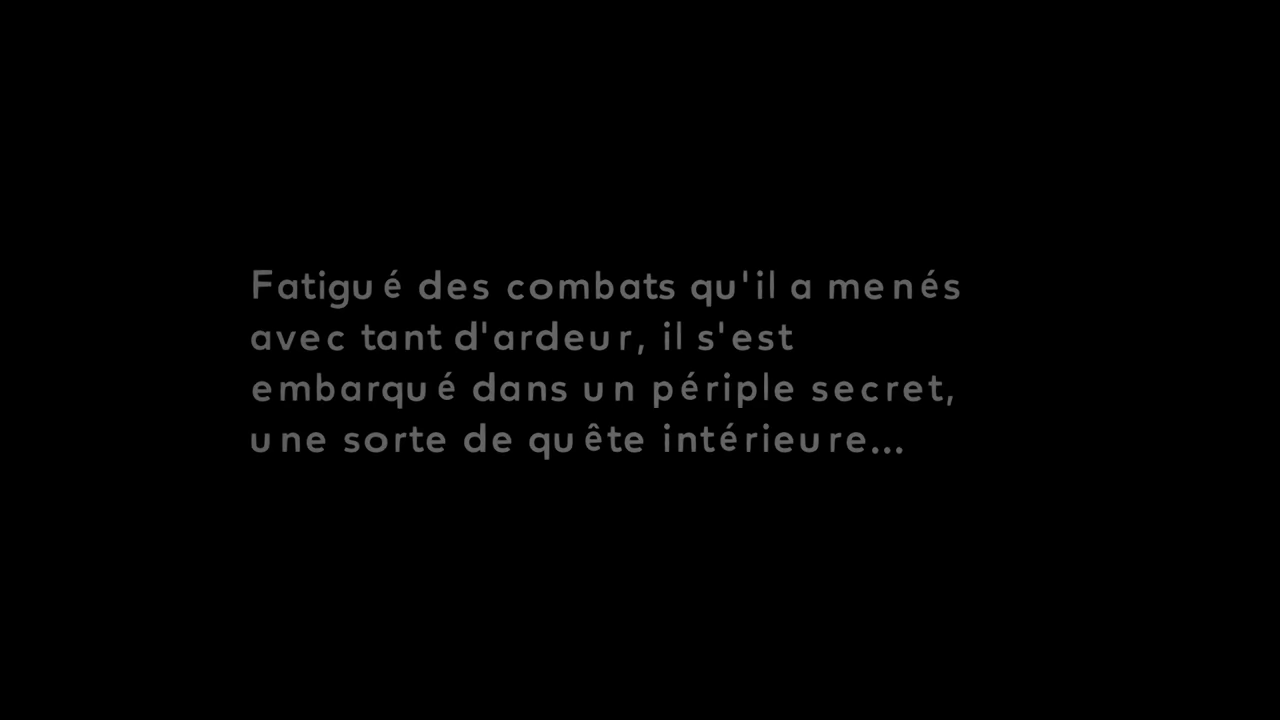 Fatigué des combats qu'il a menés
avec tant d'ardeur, il s'est
embarqué dans un périple secret,
une sorte de quête intérieure...